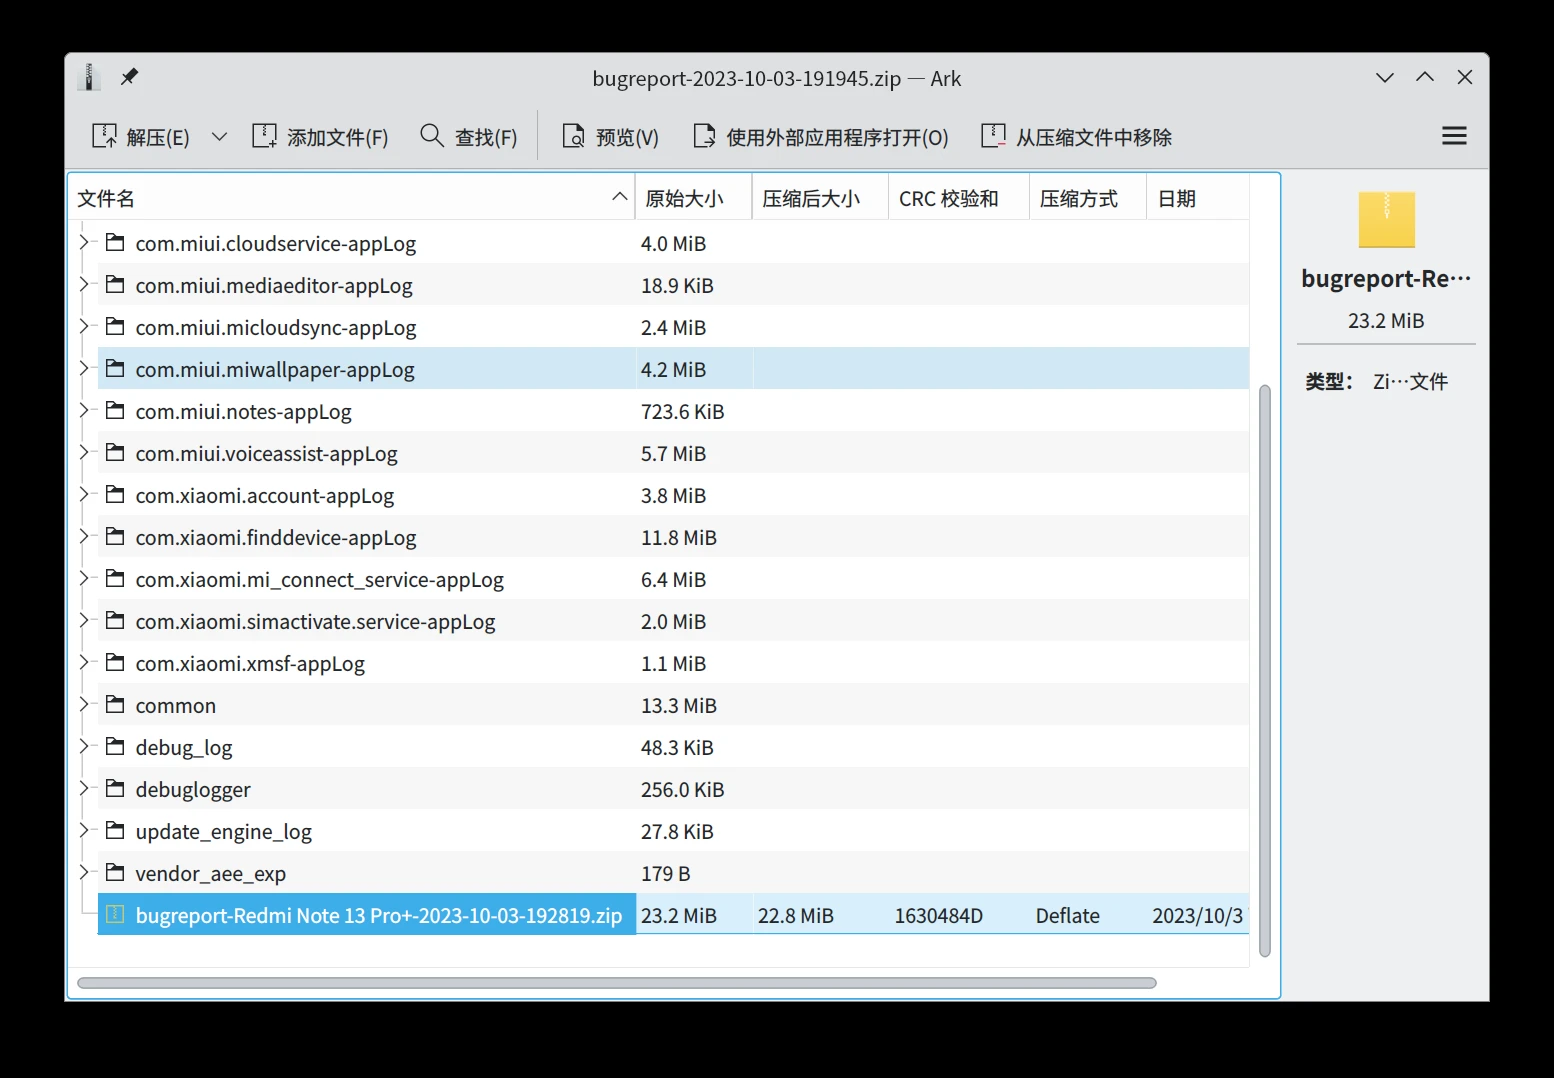 bugreport-2023-10-03-191945.zip — Ark
解压(E) 添加文件(F) 查找(F) 预览(V) 使用外部应用程序打开(O) 从压缩文件中移除
文件名 原始大小 压缩后大小 CRC 校验和 压缩方式 日期
com.miui.cloudservice-appLog 4.0 MiB
com.miui.mediaeditor-appLog 18.9 KiB
com.miui.micloudsync-appLog 2.4 MiB
com.miui.miwallpaper-appLog 4.2 MiB
com.miui.notes-appLog 723.6 KiB
com.miui.voiceassist-appLog 5.7 MiB
com.xiaomi.account-appLog 3.8 MiB
com.xiaomi.finddevice-appLog 11.8 MiB
com.xiaomi.mi_connect_service-appLog 6.4 MiB
com.xiaomi.simactivate.service-appLog 2.0 MiB
com.xiaomi.xmsf-appLog 1.1 MiB
common 13.3 MiB
debug_log 48.3 KiB
debuglogger 256.0 KiB
update_engine_log 27.8 KiB
vendor_aee_exp 179 B
bugreport-Redmi Note 13 Pro+-2023-10-03-192819.zip 23.2 MiB 22.8 MiB 1630484D Deflate 2023/10/3
bugreport-Re…
23.2 MiB
类型： Zi…文件